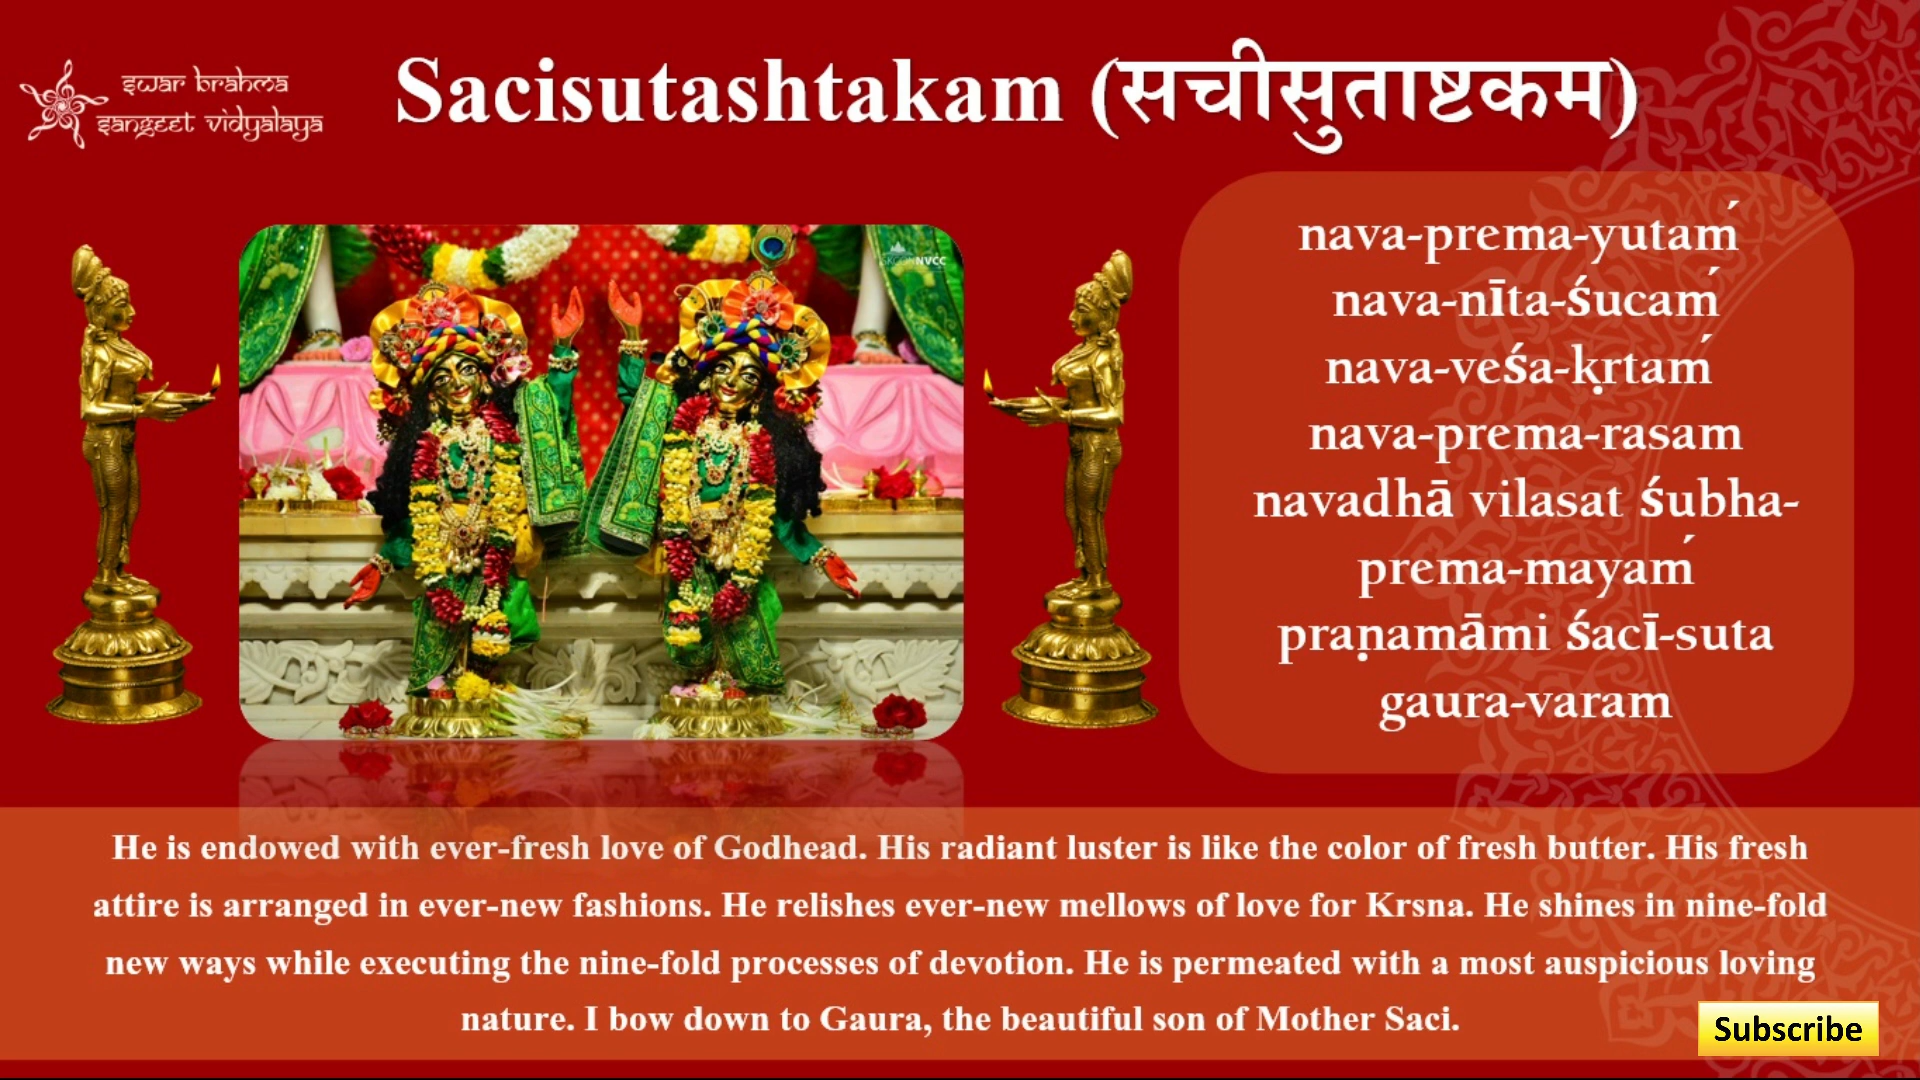 swar brahma
sangeet vidyalaya
Sacisutashtakam (सचीसुताष्टकम)
NVCC
nava-prema-yutaḿ
nava-nīta-śucaḿ
nava-veśa-kṛtaḿ
nava-prema-rasam
navadhā vilasat śubha-
prema-mayaḿ
praṇamāmi śacī-suta
gaura-varam
He is endowed with ever-fresh love of Godhead. His radiant luster is like the color of fresh butter. His fresh
attire is arranged in ever-new fashions. He relishes ever-new mellows of love for Krsna. He shines in nine-fold
new ways while executing the nine-fold processes of devotion. He is permeated with a most auspicious loving
nature. I bow down to Gaura, the beautiful son of Mother Saci.
Subscribe